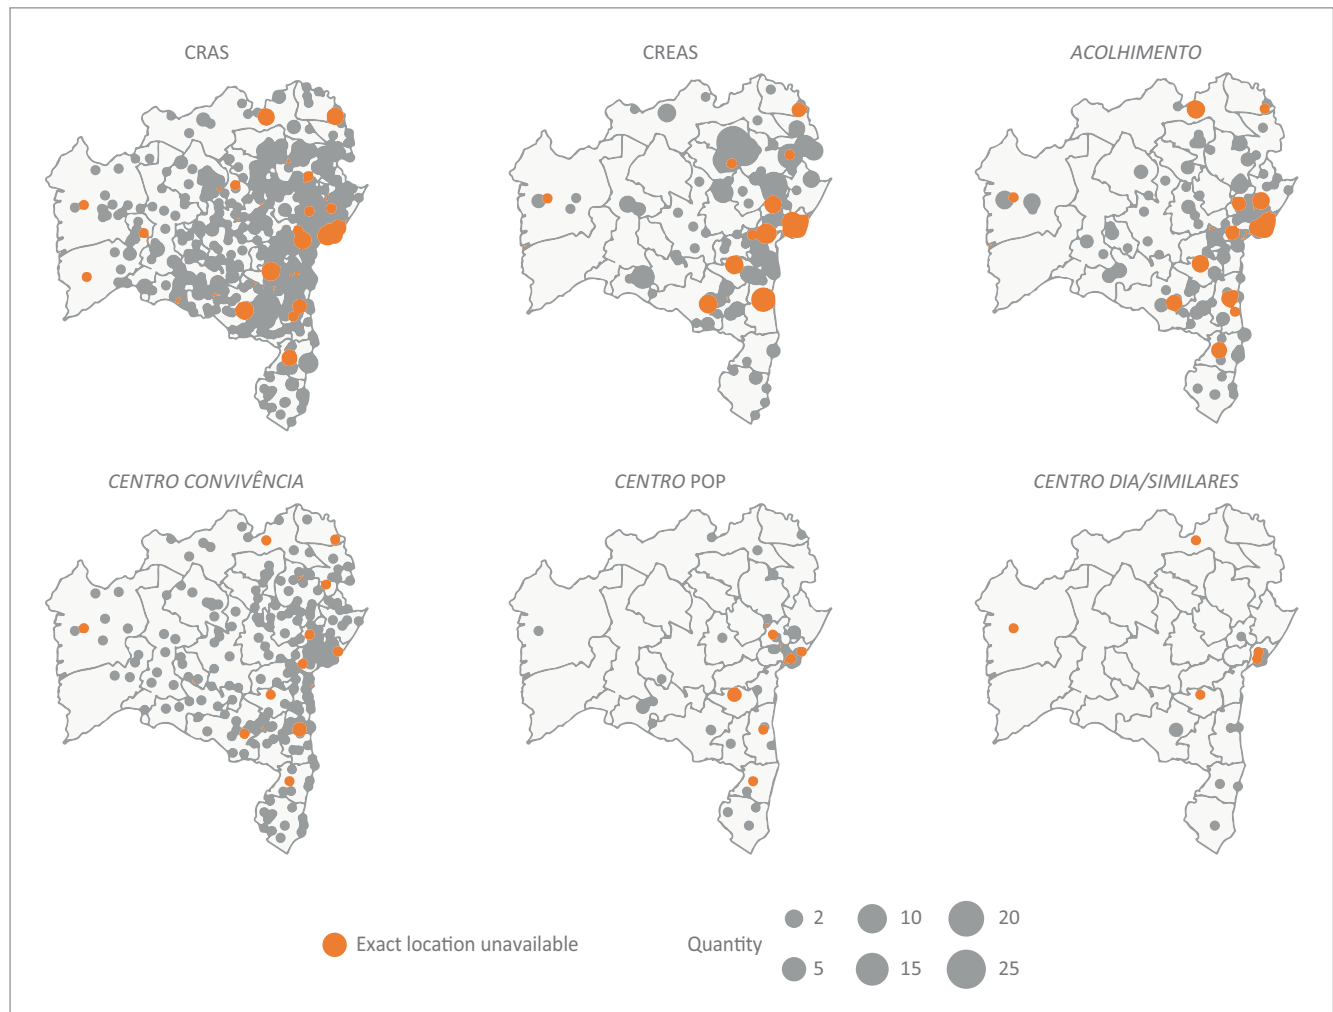 CRAS
CREAS
ACOLHIMENTO
CENTRO CONVIVÊNCIA
CENTRO POP
CENTRO DIA/SIMILARES
Exact location unavailable
Quantity
2
10
20
5
15
25